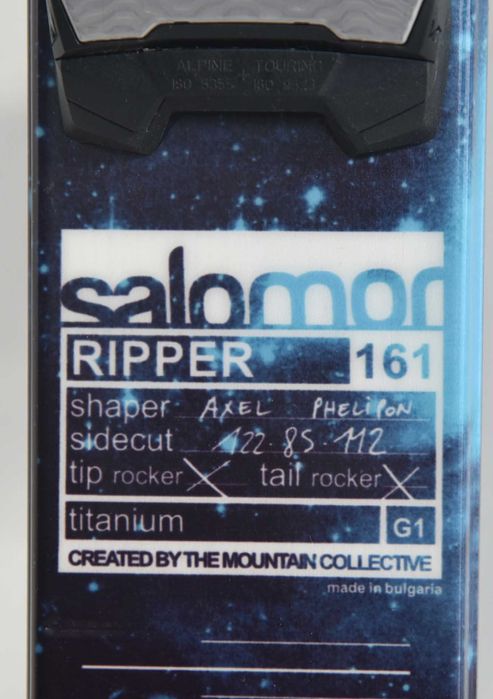 ALPINE + TOURING
ISO 5355 ISO 9523
salomon
RIPPER 161
shaper AXEL PHELIPON
sidecut 122·85·112
tip rocker X tail rocker X
titanium G1
CREATED BY THE MOUNTAIN COLLECTIVE
made in bulgaria